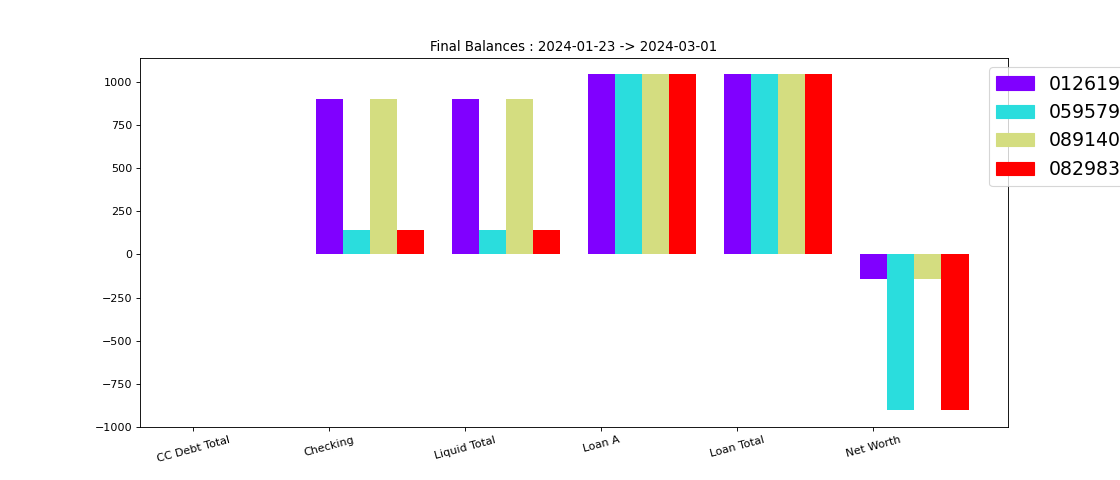 Final Balances : 2024-01-23 -> 2024-03-01
1000
750
500
250
0
−250
−500
−750
−1000
CC Debt Total
Checking
Liquid Total
Loan A
Loan Total
Net Worth
012619
059579
089140
082983